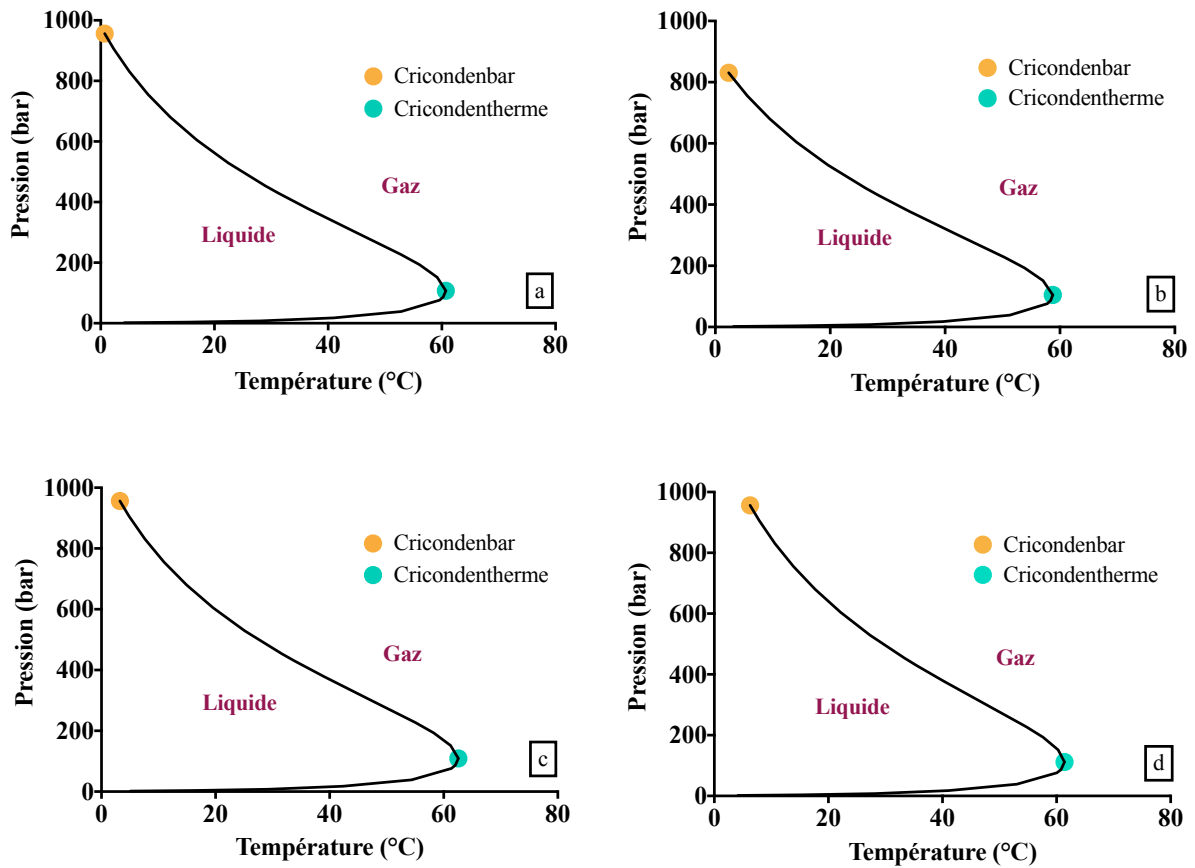 1000
800
600
400
200
0
Pression (bar)
Cricondenbar
Cricondentherme
Gaz
Liquide
a
0 20 40 60 80
Température (°C)
1000
800
600
400
200
0
Pression (bar)
Cricondenbar
Cricondentherme
Gaz
Liquide
b
0 20 40 60 80
Température (°C)
1000
800
600
400
200
0
Pression (bar)
Cricondenbar
Cricondentherme
Gaz
Liquide
c
0 20 40 60 80
Température (°C)
1000
800
600
400
200
0
Pression (bar)
Cricondenbar
Cricondentherme
Gaz
Liquide
d
0 20 40 60 80
Température (°C)